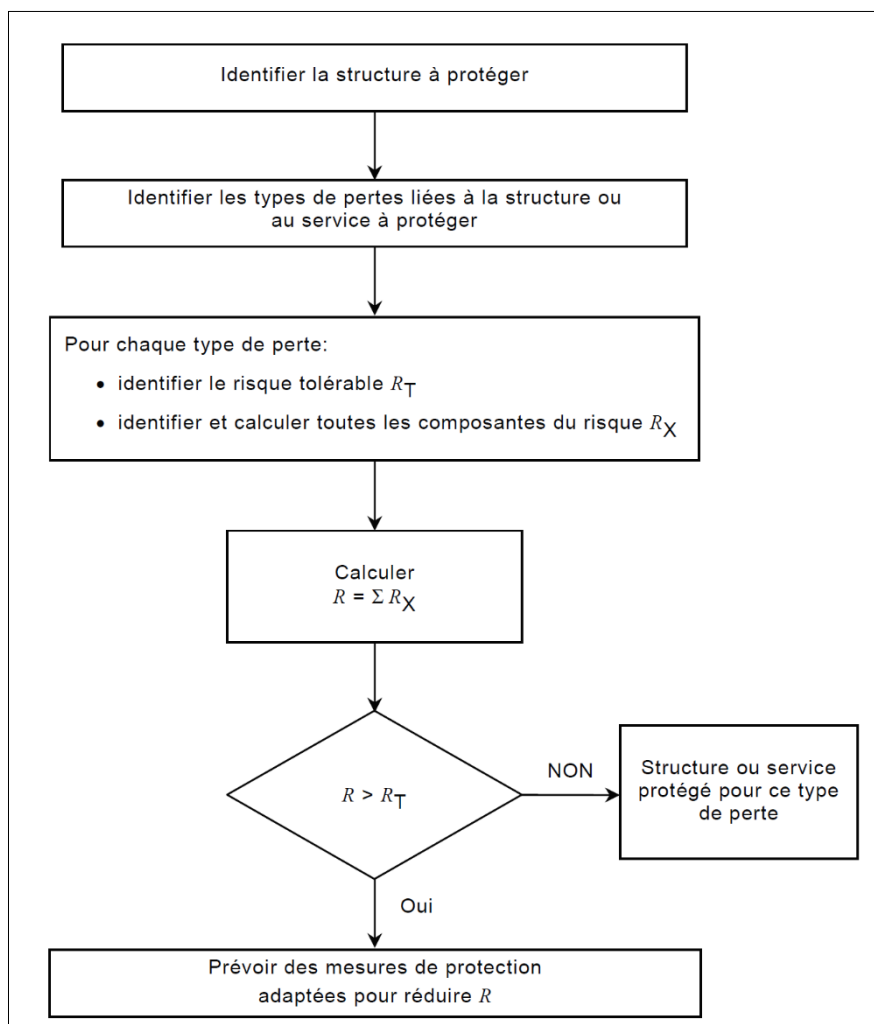 Identifier la structure à protéger
Identifier les types de pertes liées à la structure ou
au service à protéger
Pour chaque type de perte:
• identifier le risque tolérable RT
• identifier et calculer toutes les composantes du risque RX
Calculer
R = Σ RX
R > RT
NON
Structure ou service
protégé pour ce type
de perte
Oui
Prévoir des mesures de protection
adaptées pour réduire R